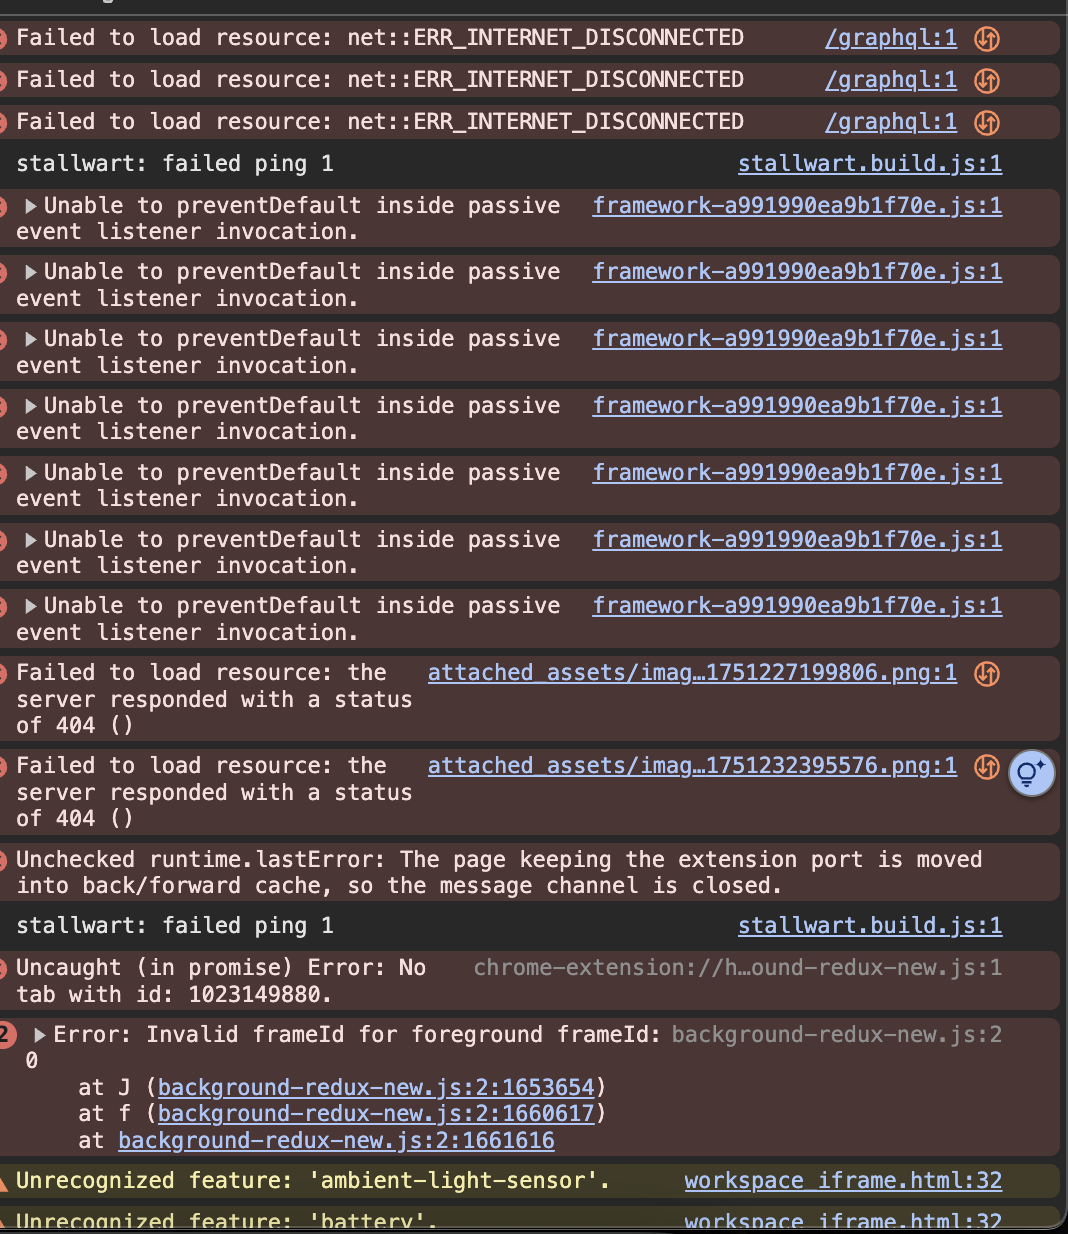 Failed to load resource: net::ERR_INTERNET_DISCONNECTED /graphql:1
Failed to load resource: net::ERR_INTERNET_DISCONNECTED /graphql:1
Failed to load resource: net::ERR_INTERNET_DISCONNECTED /graphql:1
stallwart: failed ping 1 stallwart.build.js:1
Unable to preventDefault inside passive framework-a991990ea9b1f70e.js:1
event listener invocation.
Unable to preventDefault inside passive framework-a991990ea9b1f70e.js:1
event listener invocation.
Unable to preventDefault inside passive framework-a991990ea9b1f70e.js:1
event listener invocation.
Unable to preventDefault inside passive framework-a991990ea9b1f70e.js:1
event listener invocation.
Unable to preventDefault inside passive framework-a991990ea9b1f70e.js:1
event listener invocation.
Unable to preventDefault inside passive framework-a991990ea9b1f70e.js:1
event listener invocation.
Unable to preventDefault inside passive framework-a991990ea9b1f70e.js:1
event listener invocation.
Failed to load resource: the attached_assets/imag…1751227199806.png:1
server responded with a status
of 404 ()
Failed to load resource: the attached_assets/imag…1751232395576.png:1
server responded with a status
of 404 ()
Unchecked runtime.lastError: The page keeping the extension port is moved
into back/forward cache, so the message channel is closed.
stallwart: failed ping 1 stallwart.build.js:1
Uncaught (in promise) Error: No chrome-extension://h…ound-redux-new.js:1
tab with id: 1023149880.
2 Error: Invalid frameId for foreground frameId: background-redux-new.js:2
0
at J (background-redux-new.js:2:1653654)
at f (background-redux-new.js:2:1660617)
at background-redux-new.js:2:1661616
Unrecognized feature: 'ambient-light-sensor'. workspace_iframe.html:32
Unrecognized feature: 'battery'. workspace_iframe.html:32